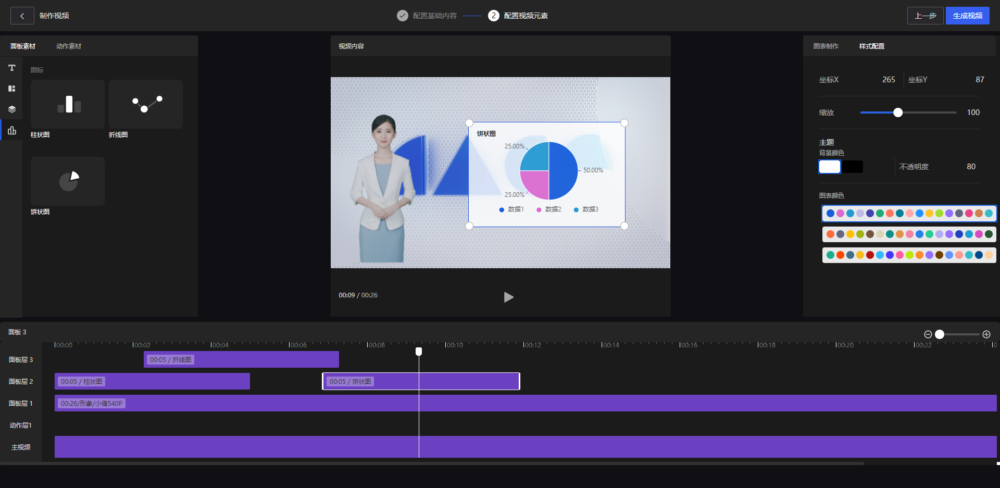 制作视频
配置基础内容
2 配置视频元素
上一步
生成视频
面板素材
动作素材
图标
柱状图
折线图
饼状图
视频内容
饼状图
25.00%
50.00%
25.00%
数据1 数据2 数据3
00:09 / 00:26
图表制作
样式配置
坐标X 265 坐标Y 87
缩放 100
主题
背景颜色
不透明度 80
图表颜色
面板 3
00:00 00:02 00:04 00:06 00:08 00:10 00:12 00:14 00:16 00:18 00:20 00:22
面板层 3
00:05 / 折线图
面板层 2
00:05 / 柱状图
00:05 / 饼状图
面板层 1
00:26/形象/小倩540P
动作层1
主视频